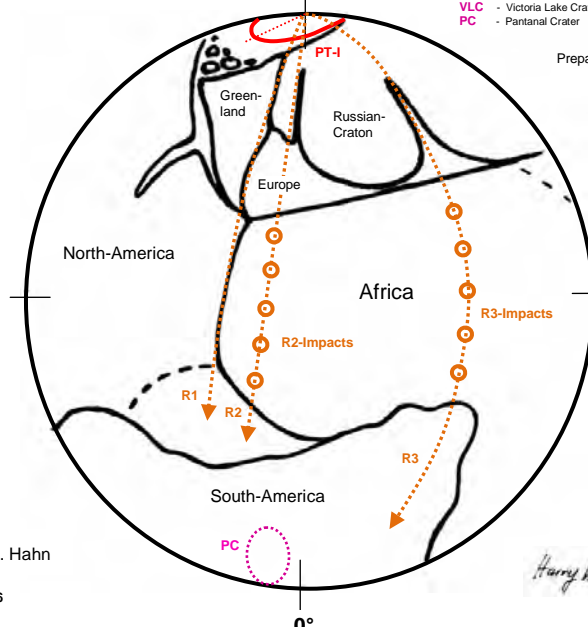 VLC - Victoria Lake Cra
PC - Pantanal Crater
Prepa
PT-I
Green-
land
Russian-
Craton
Europe
North-America
Africa
R3-Impacts
R2-Impacts
R1
R2
R3
South-America
PC
. Hahn
s
Harry
0°